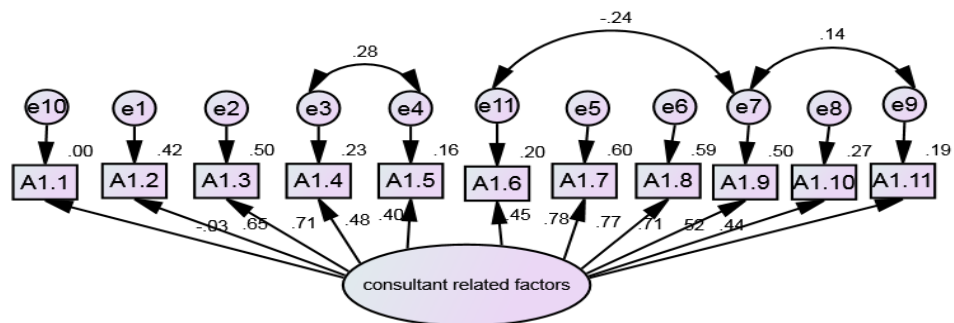 -.24
.14
.28
e10 e1 e2 e3 e4 e11 e5 e6 e7 e8 e9
.00 .42 .50 .23 .16 .20 .60 .59 .50 .27 .19
A1.1 A1.2 A1.3 A1.4 A1.5 A1.6 A1.7 A1.8 A1.9 A1.10 A1.11
-.03 .65 .71 .48 .40 .45 .78 .77 .71 .52 .44
consultant related factors